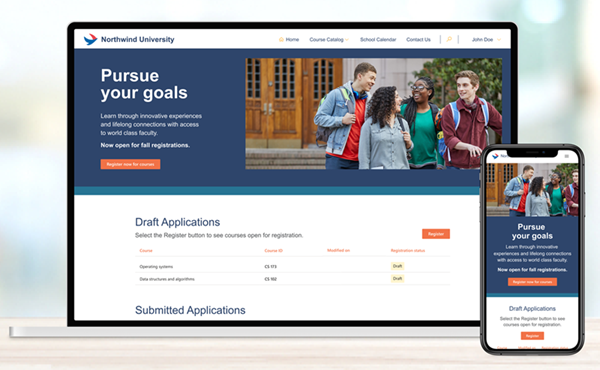 Northwind University
Home Course Catalog School Calendar Contact Us John Doe
Pursue
your goals
Learn through innovative experiences
and lifelong connections with access
to world class faculty.
Now open for fall registrations.
Register now for courses
Draft Applications
Select the Register button to see courses open for registration.
Register
Course Course ID Modified on Registration status
Operating systems CS 173 Draft
Data structures and algorithms CS 102 Draft
Submitted Applications
Pursue
your goals
Learn through innovative
experiences and lifelong connections
with access to world class faculty.
Now open for fall registrations.
Register now for courses
Draft Applications
Select the Register button to see
courses open for registration.
Register